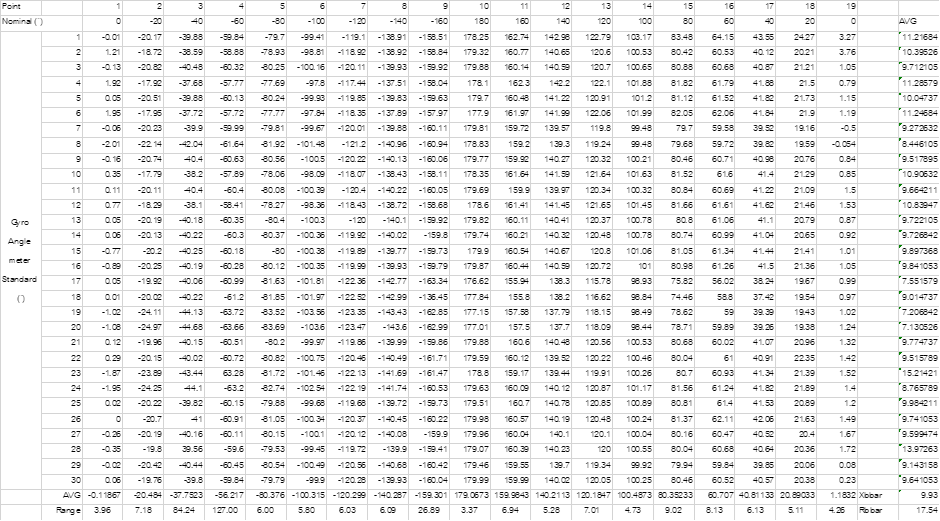 Point 1 2 3 4 5 6 7 8 9 10 11 12 13 14 15 16 17 18 19
Nominal (°) 0 -20 -40 -60 -80 -100 -120 -140 -160 180 160 140 120 100 80 60 40 20 0 AVG
1 -0.01 -20.17 -39.88 -59.84 -79.7 -99.41 -119.1 -138.91 -158.51 178.25 162.74 142.98 122.79 103.17 83.48 64.15 43.55 24.27 3.27 11.21684
2 1.21 -18.72 -38.59 -58.88 -78.93 -98.81 -118.92 -138.92 -158.84 179.32 160.77 140.65 120.6 100.53 80.42 60.53 40.12 20.21 3.76 10.39526
3 -0.13 -20.82 -40.48 -60.32 -80.25 -100.16 -120.11 -139.93 -159.92 179.88 160.14 140.59 120.7 100.65 80.88 60.68 40.87 21.21 1.05 9.712105
4 1.92 -17.92 -37.68 -57.77 -77.69 -97.8 -117.44 -137.51 -158.04 178.1 162.3 142.2 122.1 101.88 81.82 61.79 41.88 21.5 0.79 11.28579
5 0.05 -20.51 -39.88 -60.13 -80.24 -99.93 -119.85 -139.83 -159.63 179.7 160.48 141.22 120.91 101.2 81.12 61.52 41.82 21.73 1.15 10.04737
6 1.95 -17.95 -37.72 -57.72 -77.77 -97.84 -118.35 -137.89 -157.97 177.9 161.97 141.99 122.06 101.99 82.05 62.06 41.84 21.9 1.19 11.24684
7 -0.06 -20.23 -39.9 -59.99 -79.81 -99.67 -120.01 -139.88 -160.11 179.81 159.72 139.57 119.8 99.48 79.7 59.58 39.52 19.16 -0.5 9.272632
8 -2.01 -22.14 -42.04 -61.64 -81.92 -101.48 -121.2 -140.96 -160.94 178.83 159.2 139.3 119.24 99.48 79.68 59.72 39.82 19.59 -0.054 8.446105
9 -0.16 -20.74 -40.4 -60.63 -80.56 -100.5 -120.22 -140.13 -160.06 179.77 159.92 140.27 120.32 100.21 80.46 60.71 40.98 20.76 0.84 9.517895
10 0.35 -17.79 -38.2 -57.89 -78.06 -98.09 -118.07 -138.43 -158.11 178.35 161.64 141.59 121.64 101.63 81.52 61.6 41.4 21.29 0.85 10.90632
11 0.11 -20.11 -40.4 -60.4 -80.08 -100.39 -120.4 -140.22 -160.05 179.69 159.9 139.97 120.34 100.32 80.84 60.69 41.22 21.09 1.5 9.664211
12 0.77 -18.29 -38.1 -58.41 -78.27 -98.36 -118.43 -138.72 -158.68 178.6 161.41 141.45 121.65 101.45 81.66 61.61 41.62 21.46 1.53 10.83947
Gyro 13 0.05 -20.19 -40.18 -60.35 -80.4 -100.3 -120 -140.1 -159.92 179.82 160.11 140.41 120.37 100.78 80.8 61.06 41.1 20.79 0.87 9.722105
Angle 14 0.06 -20.13 -40.22 -60.3 -80.37 -100.36 -119.92 -140.02 -159.8 179.74 160.21 140.32 120.48 100.78 80.74 60.99 41.04 20.65 0.92 9.726842
meter 15 -0.77 -20.2 -40.25 -60.18 -80 -100.38 -119.89 -139.77 -159.73 179.9 160.54 140.67 120.8 101.06 81.05 61.34 41.44 21.41 1.01 9.897368
16 -0.89 -20.25 -40.19 -60.28 -80.12 -100.35 -119.99 -139.93 -159.79 179.87 160.44 140.59 120.72 101 80.98 61.26 41.5 21.36 1.05 9.841053
Standard 17 0.05 -19.92 -40.06 -60.99 -81.63 -101.81 -122.36 -142.77 -163.34 176.62 155.94 138.3 115.78 98.93 75.82 56.02 38.24 19.67 0.99 7.551579
(°) 18 0.01 -20.02 -40.22 -61.2 -81.85 -101.97 -122.52 -142.99 -136.45 177.84 155.8 138.2 116.62 98.84 74.46 58.8 37.42 19.54 0.97 9.014737
19 -1.02 -24.11 -44.13 -63.72 -83.52 -103.56 -123.35 -143.43 -162.85 177.15 157.58 137.79 118.15 98.49 78.62 59 39.39 19.43 1.02 7.206842
20 -1.08 -24.97 -44.68 -63.66 -83.69 -103.6 -123.47 -143.6 -162.99 177.01 157.5 137.7 118.09 98.44 78.71 59.89 39.26 19.38 1.24 7.130526
21 0.12 -19.96 -40.15 -60.51 -80.2 -99.97 -119.86 -139.99 -159.86 179.88 160.6 140.48 120.56 100.53 80.68 60.02 41.07 20.96 1.32 9.774737
22 0.29 -20.15 -40.02 -60.72 -80.82 -100.75 -120.46 -140.49 -161.71 179.59 160.12 139.52 120.22 100.46 80.04 61 40.91 22.35 1.42 9.515789
23 -1.87 -23.89 -43.44 63.28 -81.72 -101.46 -122.13 -141.69 -161.47 178.8 159.17 139.44 119.91 100.26 80.7 60.93 41.34 21.39 1.52 15.21421
24 -1.95 -24.25 -44.1 -63.2 -82.74 -102.54 -122.19 -141.74 -160.53 179.63 160.09 140.12 120.87 101.17 81.56 61.24 41.82 21.89 1.4 8.765789
25 0.02 -20.22 -39.82 -60.15 -79.88 -99.68 -119.68 -139.72 -159.73 179.51 160.7 140.78 120.85 100.89 80.81 61.4 41.53 20.89 1.2 9.984211
26 0 -20.7 -41 -60.91 -81.05 -100.34 -120.37 -140.45 -160.22 179.98 160.57 140.19 120.48 100.24 81.37 62.11 42.06 21.63 1.49 9.741053
27 -0.26 -20.19 -40.16 -60.11 -80.15 -100.1 -120.12 -140.08 -159.9 179.96 160.04 140.1 120.1 100.04 80.16 60.47 40.52 20.4 1.67 9.599474
28 -0.35 -19.8 39.56 -59.6 -79.53 -99.45 -119.72 -139.9 -159.41 179.07 160.39 140.23 120 100.55 80.04 60.68 40.64 20.36 1.72 13.97263
29 -0.02 -20.42 -40.44 -60.45 -80.54 -100.49 -120.56 -140.68 -160.42 179.46 159.55 139.7 119.34 99.92 79.94 59.84 39.85 20.06 0.08 9.143158
30 0.06 -19.76 -39.8 -59.84 -79.79 -99.9 -120.28 -139.96 -160.38 179.99 159.99 140.02 120.05 100.25 80.46 60.52 40.57 20.38 0.23 9.641053
AVG -0.11867 -20.484 -37.7523 -56.217 -80.376 -100.315 -120.299 -140.287 -159.301 179.0673 159.9843 140.2113 120.1847 100.4873 80.35233 60.707 40.81133 20.89033 1.1832 Xbbar 9.93
Range 3.96 7.18 84.24 127.00 6.00 5.80 6.03 6.09 26.89 3.37 6.94 5.28 7.01 4.73 9.02 8.13 6.13 5.11 4.26 Rbbar 17.54